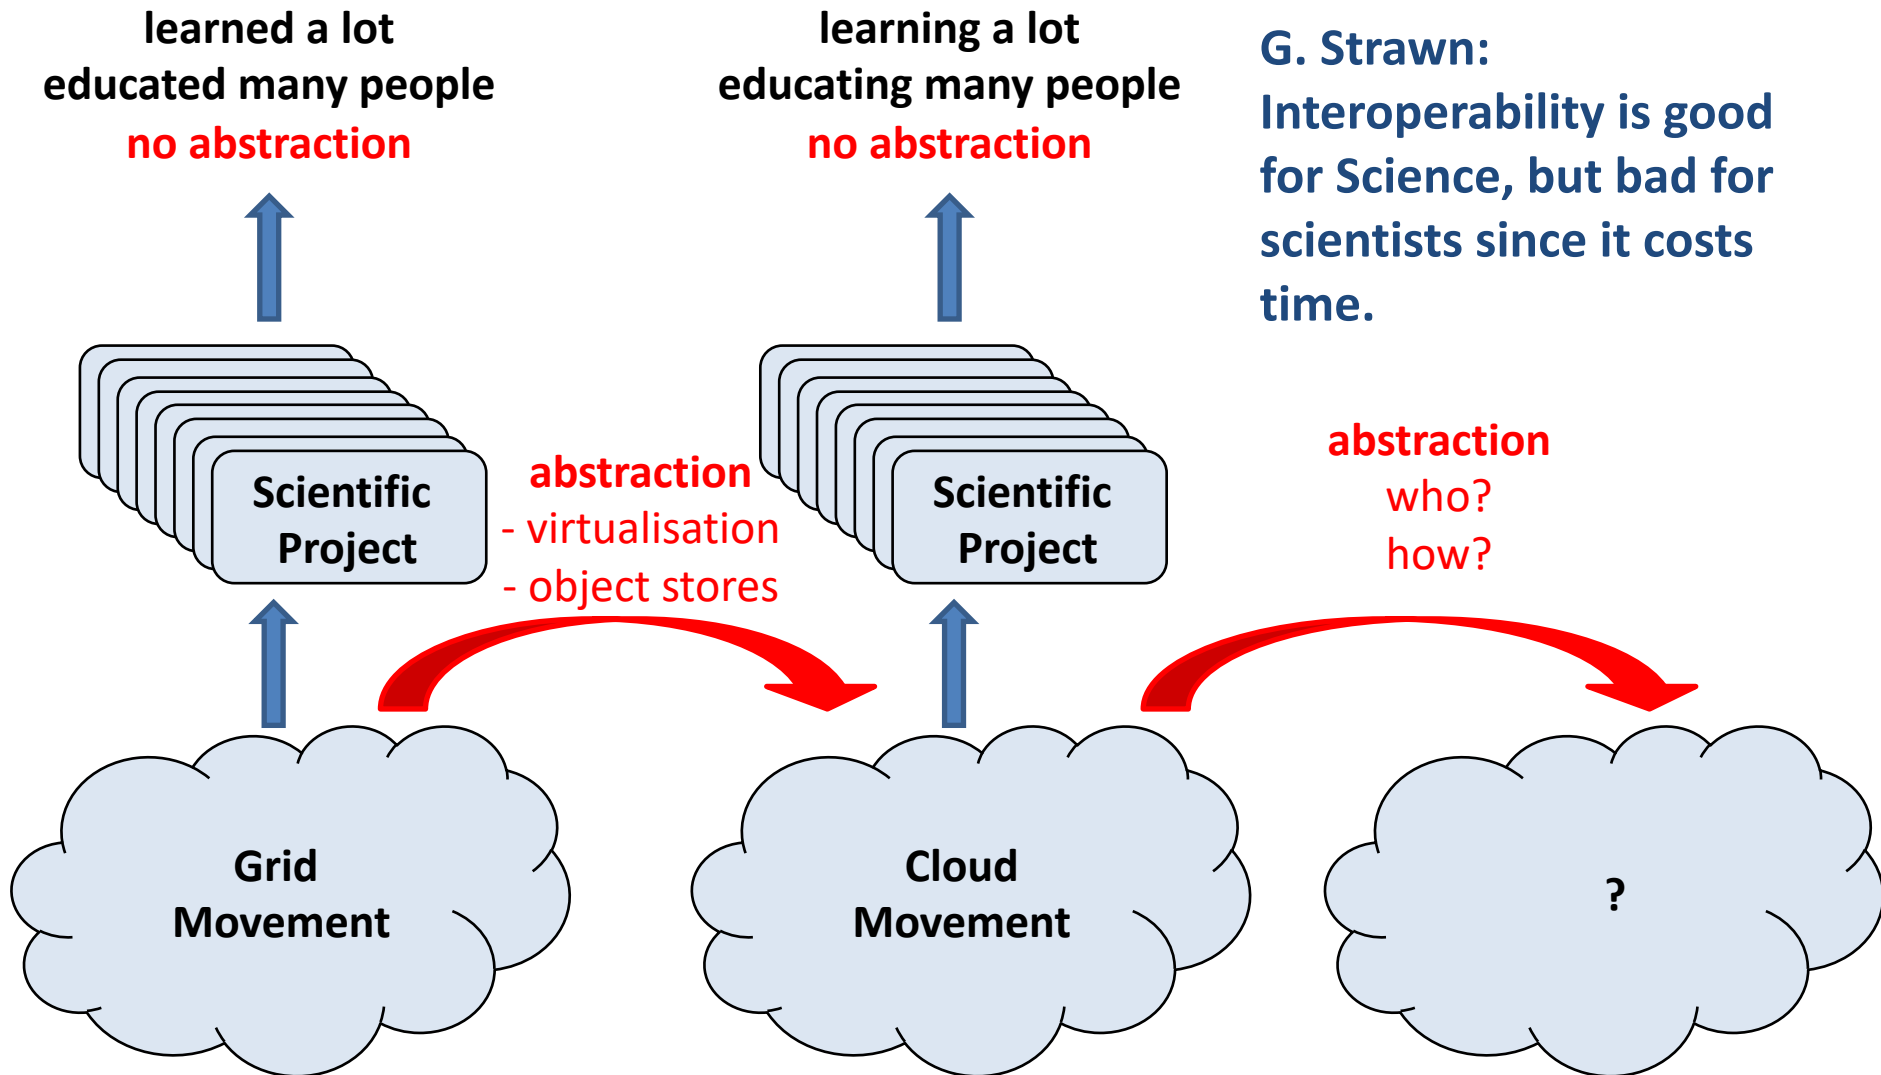 learned a lot
educated many people
no abstraction
learning a lot
educating many people
no abstraction
G. Strawn:
Interoperability is good
for Science, but bad for
scientists since it costs
time.
Scientific
Project
abstraction
- virtualisation
- object stores
Scientific
Project
abstraction
who?
how?
Grid
Movement
Cloud
Movement
?